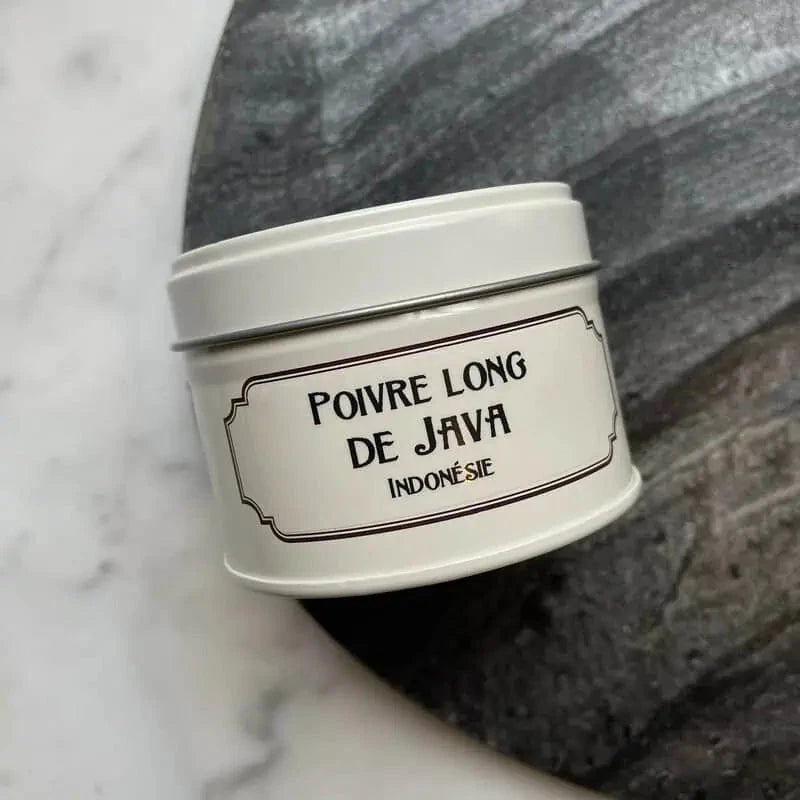 Poivre long
de Java
Indonésie